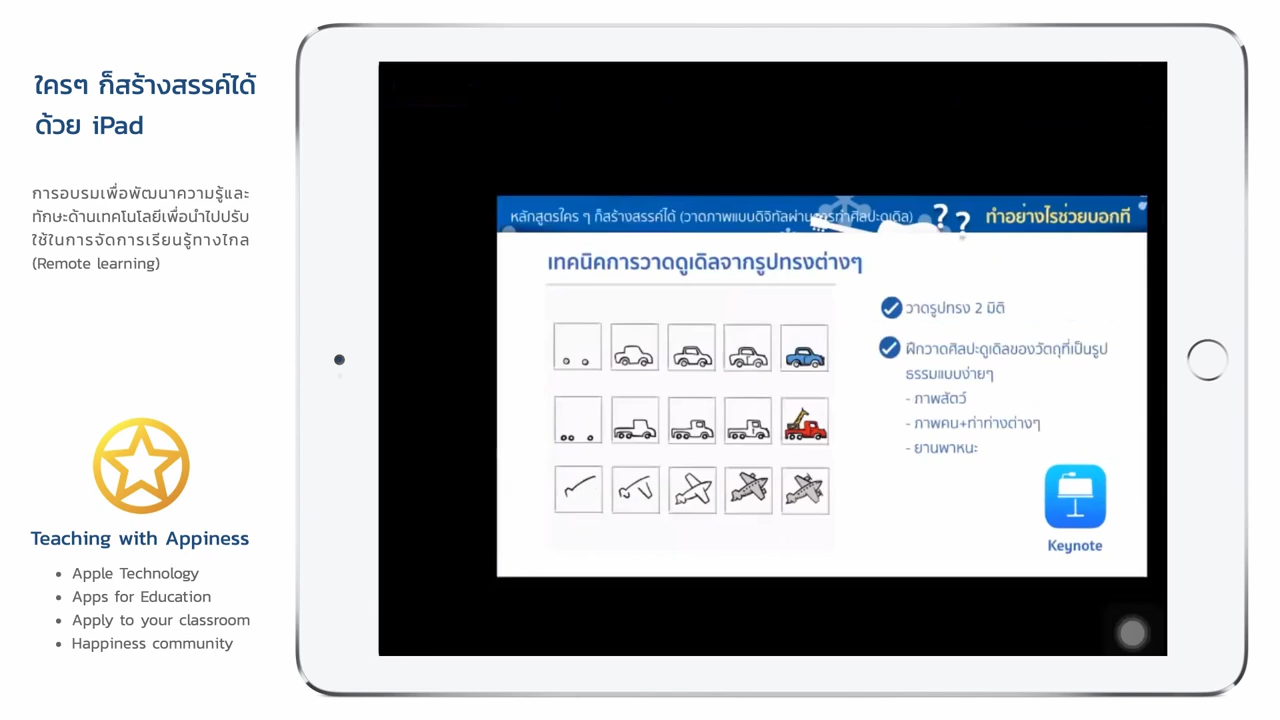 ใครๆ ก็สร้างสรรค์ได้
ด้วย iPad
การอบรมเพื่อพัฒนาความรู้และ
ทักษะด้านเทคโนโลยีเพื่อนำไปปรับ
ใช้ในการจัดการเรียนรู้ทางไกล
(Remote learning)
Teaching with Appiness
• Apple Technology
• Apps for Education
• Apply to your classroom
• Happiness community
หลักสูตรใคร ๆ ก็สร้างสรรค์ได้ (วาดภาพแบบดิจิทัลผ่านการทำศิลปะดูเดิล)
? ?
ทำอย่างไรช่วยบอกที
เทคนิคการวาดดูเดิลจากรูปทรงต่างๆ
วาดรูปทรง 2 มิติ
ฝึกวาดศิลปะดูเดิลของวัตถุที่เป็นรูป
ธรรมแบบง่ายๆ
- ภาพสัตว์
- ภาพคน+ท่าท่างต่างๆ
- ยานพาหนะ
Keynote